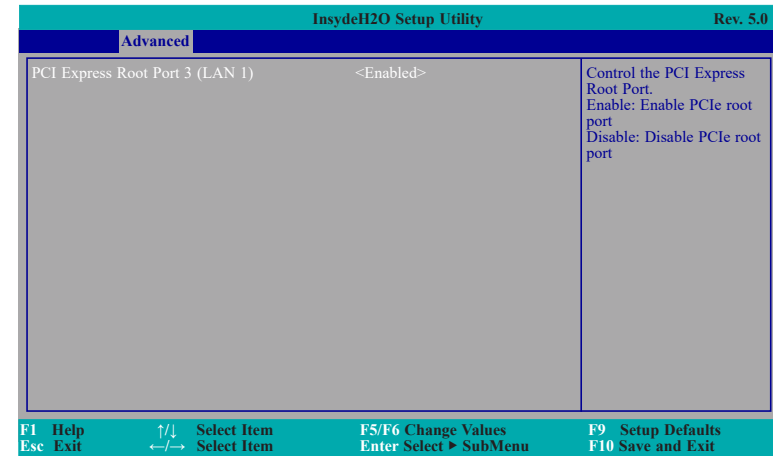 InsydeH2O Setup Utility Rev. 5.0
Advanced
PCI Express Root Port 3 (LAN 1) <Enabled>
Control the PCI Express
Root Port.
Enable: Enable PCIe root
port
Disable: Disable PCIe root
port
F1 Help ↑/↓ Select Item F5/F6 Change Values F9 Setup Defaults
Esc Exit ←/→ Select Item Enter Select ▶ SubMenu F10 Save and Exit